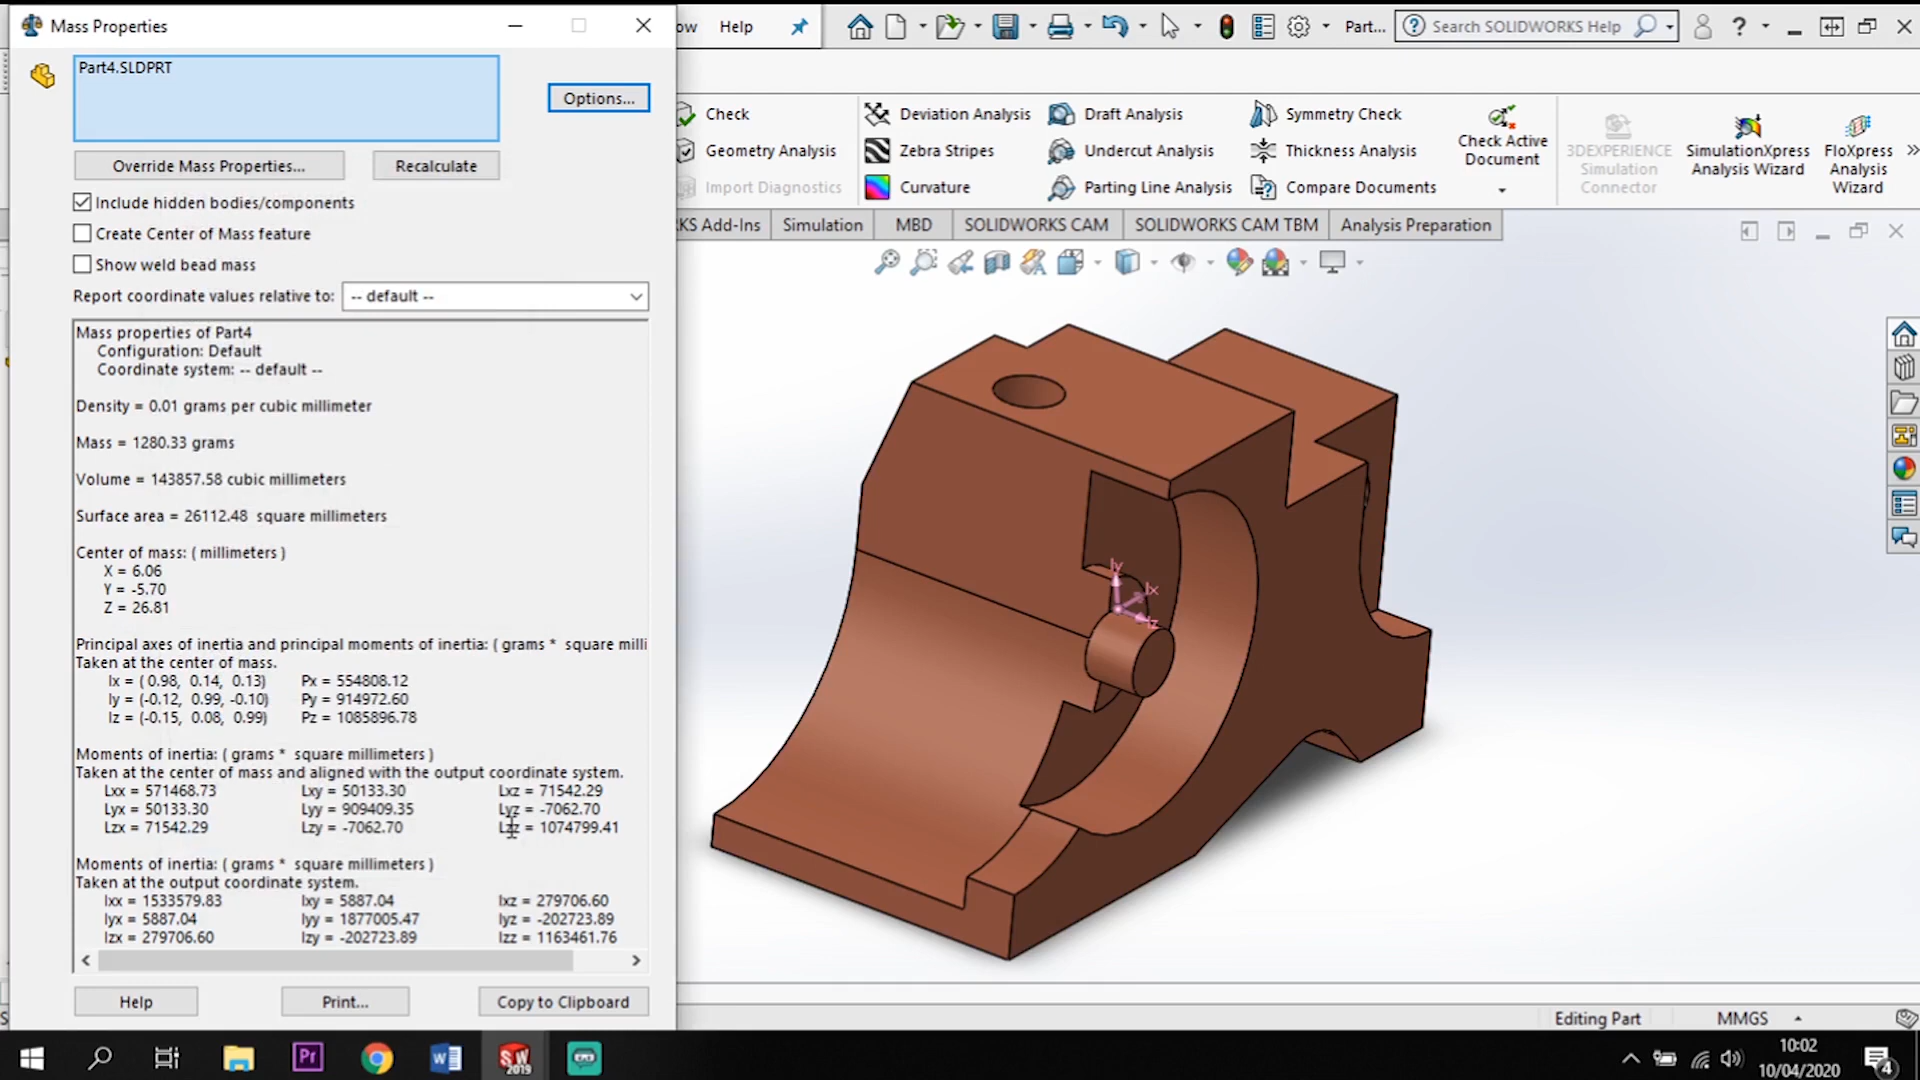 Mass Properties
Help
Part...
Search SOLIDWORKS Help
Part4.SLDPRT
Options...
Override Mass Properties...
Recalculate
Include hidden bodies/components
Create Center of Mass feature
Show weld bead mass
Report coordinate values relative to:
-- default --
Mass properties of Part4
Configuration: Default
Coordinate system: -- default --
Density = 0.01 grams per cubic millimeter
Mass = 1280.33 grams
Volume = 143857.58 cubic millimeters
Surface area = 26112.48 square millimeters
Center of mass: ( millimeters )
X = 6.06
Y = -5.70
Z = 26.81
Principal axes of inertia and principal moments of inertia: ( grams * square milli
Taken at the center of mass.
Ix = ( 0.98, 0.14, 0.13) Px = 554808.12
Iy = (-0.12, 0.99, -0.10) Py = 914972.60
Iz = (-0.15, 0.08, 0.99) Pz = 1085896.78
Moments of inertia: ( grams * square millimeters )
Taken at the center of mass and aligned with the output coordinate system.
Lxx = 571468.73 Lxy = 50133.30 Lxz = 71542.29
Lyx = 50133.30 Lyy = 909409.35 Lyz = -7062.70
Lzx = 71542.29 Lzy = -7062.70 Lzz = 1074799.41
Moments of inertia: ( grams * square millimeters )
Taken at the output coordinate system.
Ixx = 1533579.83 Ixy = 5887.04 Ixz = 279706.60
Iyx = 5887.04 Iyy = 1877005.47 Iyz = -202723.89
Izx = 279706.60 Izy = -202723.89 Izz = 1163461.76
Help
Print...
Copy to Clipboard
Check
Geometry Analysis
Import Diagnostics
Deviation Analysis
Zebra Stripes
Curvature
Draft Analysis
Undercut Analysis
Parting Line Analysis
Symmetry Check
Thickness Analysis
Compare Documents
Check Active
Document
3DEXPERIENCE
Simulation
Connector
SimulationXpress
Analysis Wizard
FloXpress
Analysis
Wizard
KS Add-Ins
Simulation
MBD
SOLIDWORKS CAM
SOLIDWORKS CAM TBM
Analysis Preparation
Iy
Ix
Iz
Editing Part
MMGS
Pr
W
SW
2019
10:02
10/04/2020
4